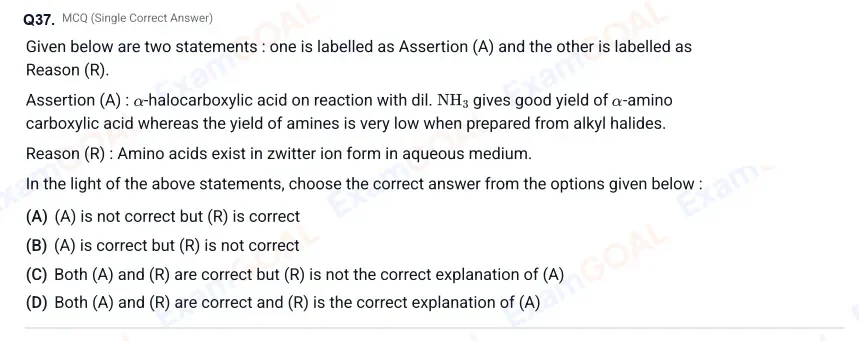 Q37. MCQ (Single Correct Answer)
Given below are two statements : one is labelled as Assertion (A) and the other is labelled as
Reason (R).
Assertion (A) : α-halocarboxylic acid on reaction with dil. NH₃ gives good yield of α-amino
carboxylic acid whereas the yield of amines is very low when prepared from alkyl halides.
Reason (R) : Amino acids exist in zwitter ion form in aqueous medium.
In the light of the above statements, choose the correct answer from the options given below :
(A) (A) is not correct but (R) is correct
(B) (A) is correct but (R) is not correct
(C) Both (A) and (R) are correct but (R) is not the correct explanation of (A)
(D) Both (A) and (R) are correct and (R) is the correct explanation of (A)